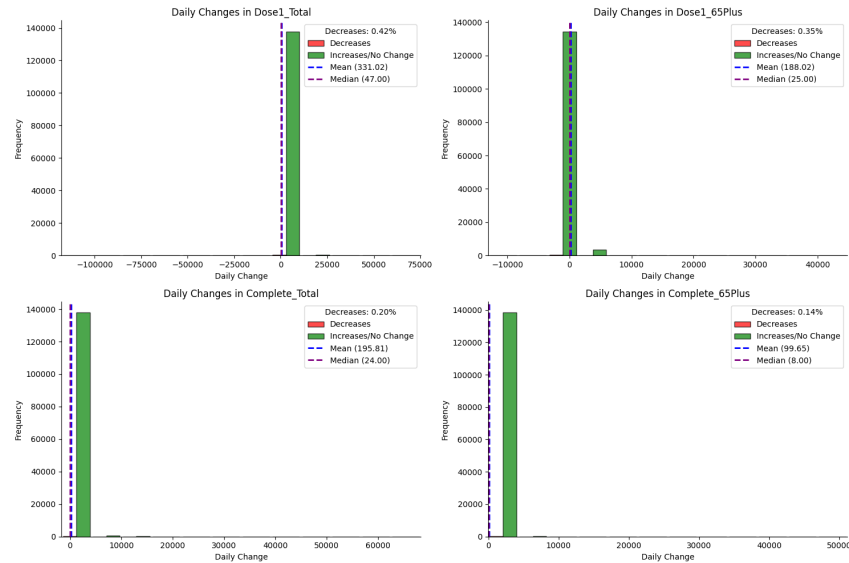 Daily Changes in Dose1_Total
140000
120000
100000
80000
60000
40000
20000
0
Frequency
−100000 −75000 −50000 −25000 0 25000 50000 75000
Daily Change
Decreases: 0.42%
Decreases
Increases/No Change
Mean (331.02)
Median (47.00)
Daily Changes in Dose1_65Plus
140000
120000
100000
80000
60000
40000
20000
0
Frequency
−10000 0 10000 20000 30000 40000
Daily Change
Decreases: 0.35%
Decreases
Increases/No Change
Mean (188.02)
Median (25.00)
Daily Changes in Complete_Total
140000
120000
100000
80000
60000
40000
20000
0
Frequency
0 10000 20000 30000 40000 50000 60000
Daily Change
Decreases: 0.20%
Decreases
Increases/No Change
Mean (195.81)
Median (24.00)
Daily Changes in Complete_65Plus
140000
120000
100000
80000
60000
40000
20000
0
Frequency
0 10000 20000 30000 40000 50000
Daily Change
Decreases: 0.14%
Decreases
Increases/No Change
Mean (99.65)
Median (8.00)